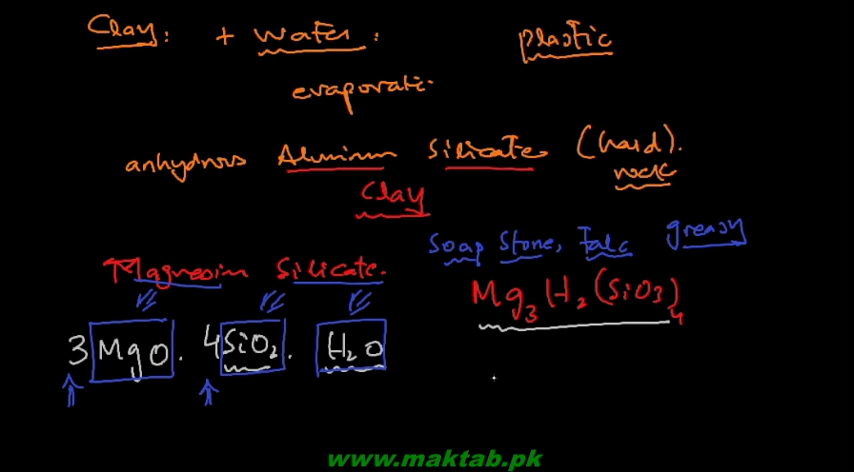 Clay: + Water: plastic
evaporati.
anhydrous Aluminum Silicate (hard).
rock
Clay
Soap Stone, Talc greasy
Magnesium Silicate.
Mg₃H₂(SiO₃)₄
3MgO. 4SiO₂. H₂O
www.maktab.pk